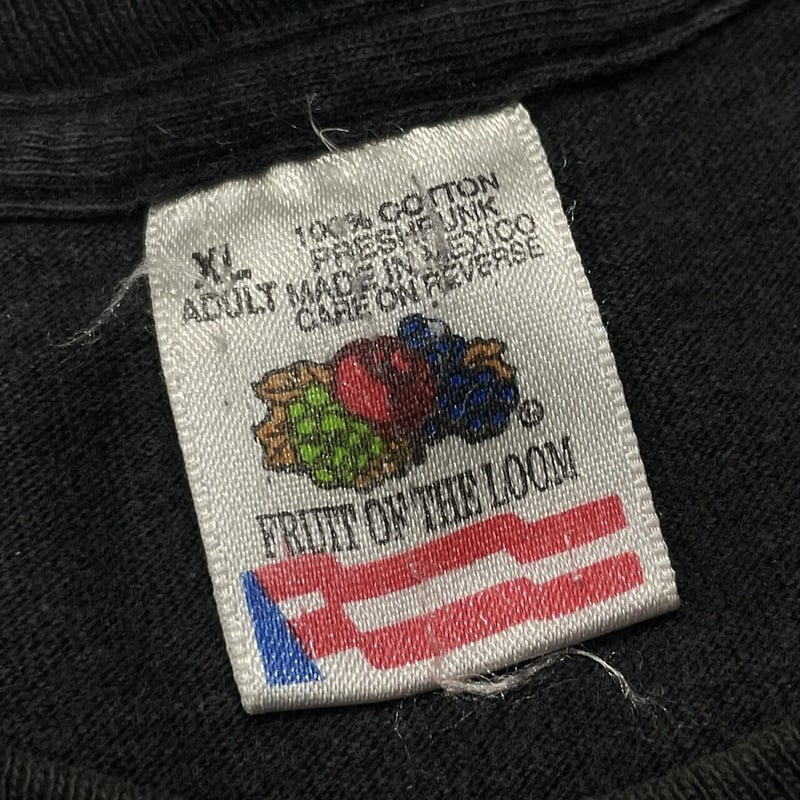 100% COTTON
PRESHRUNK
XL MADE IN MEXICO
ADULT CARE ON REVERSE
®
FRUIT OF THE LOOM